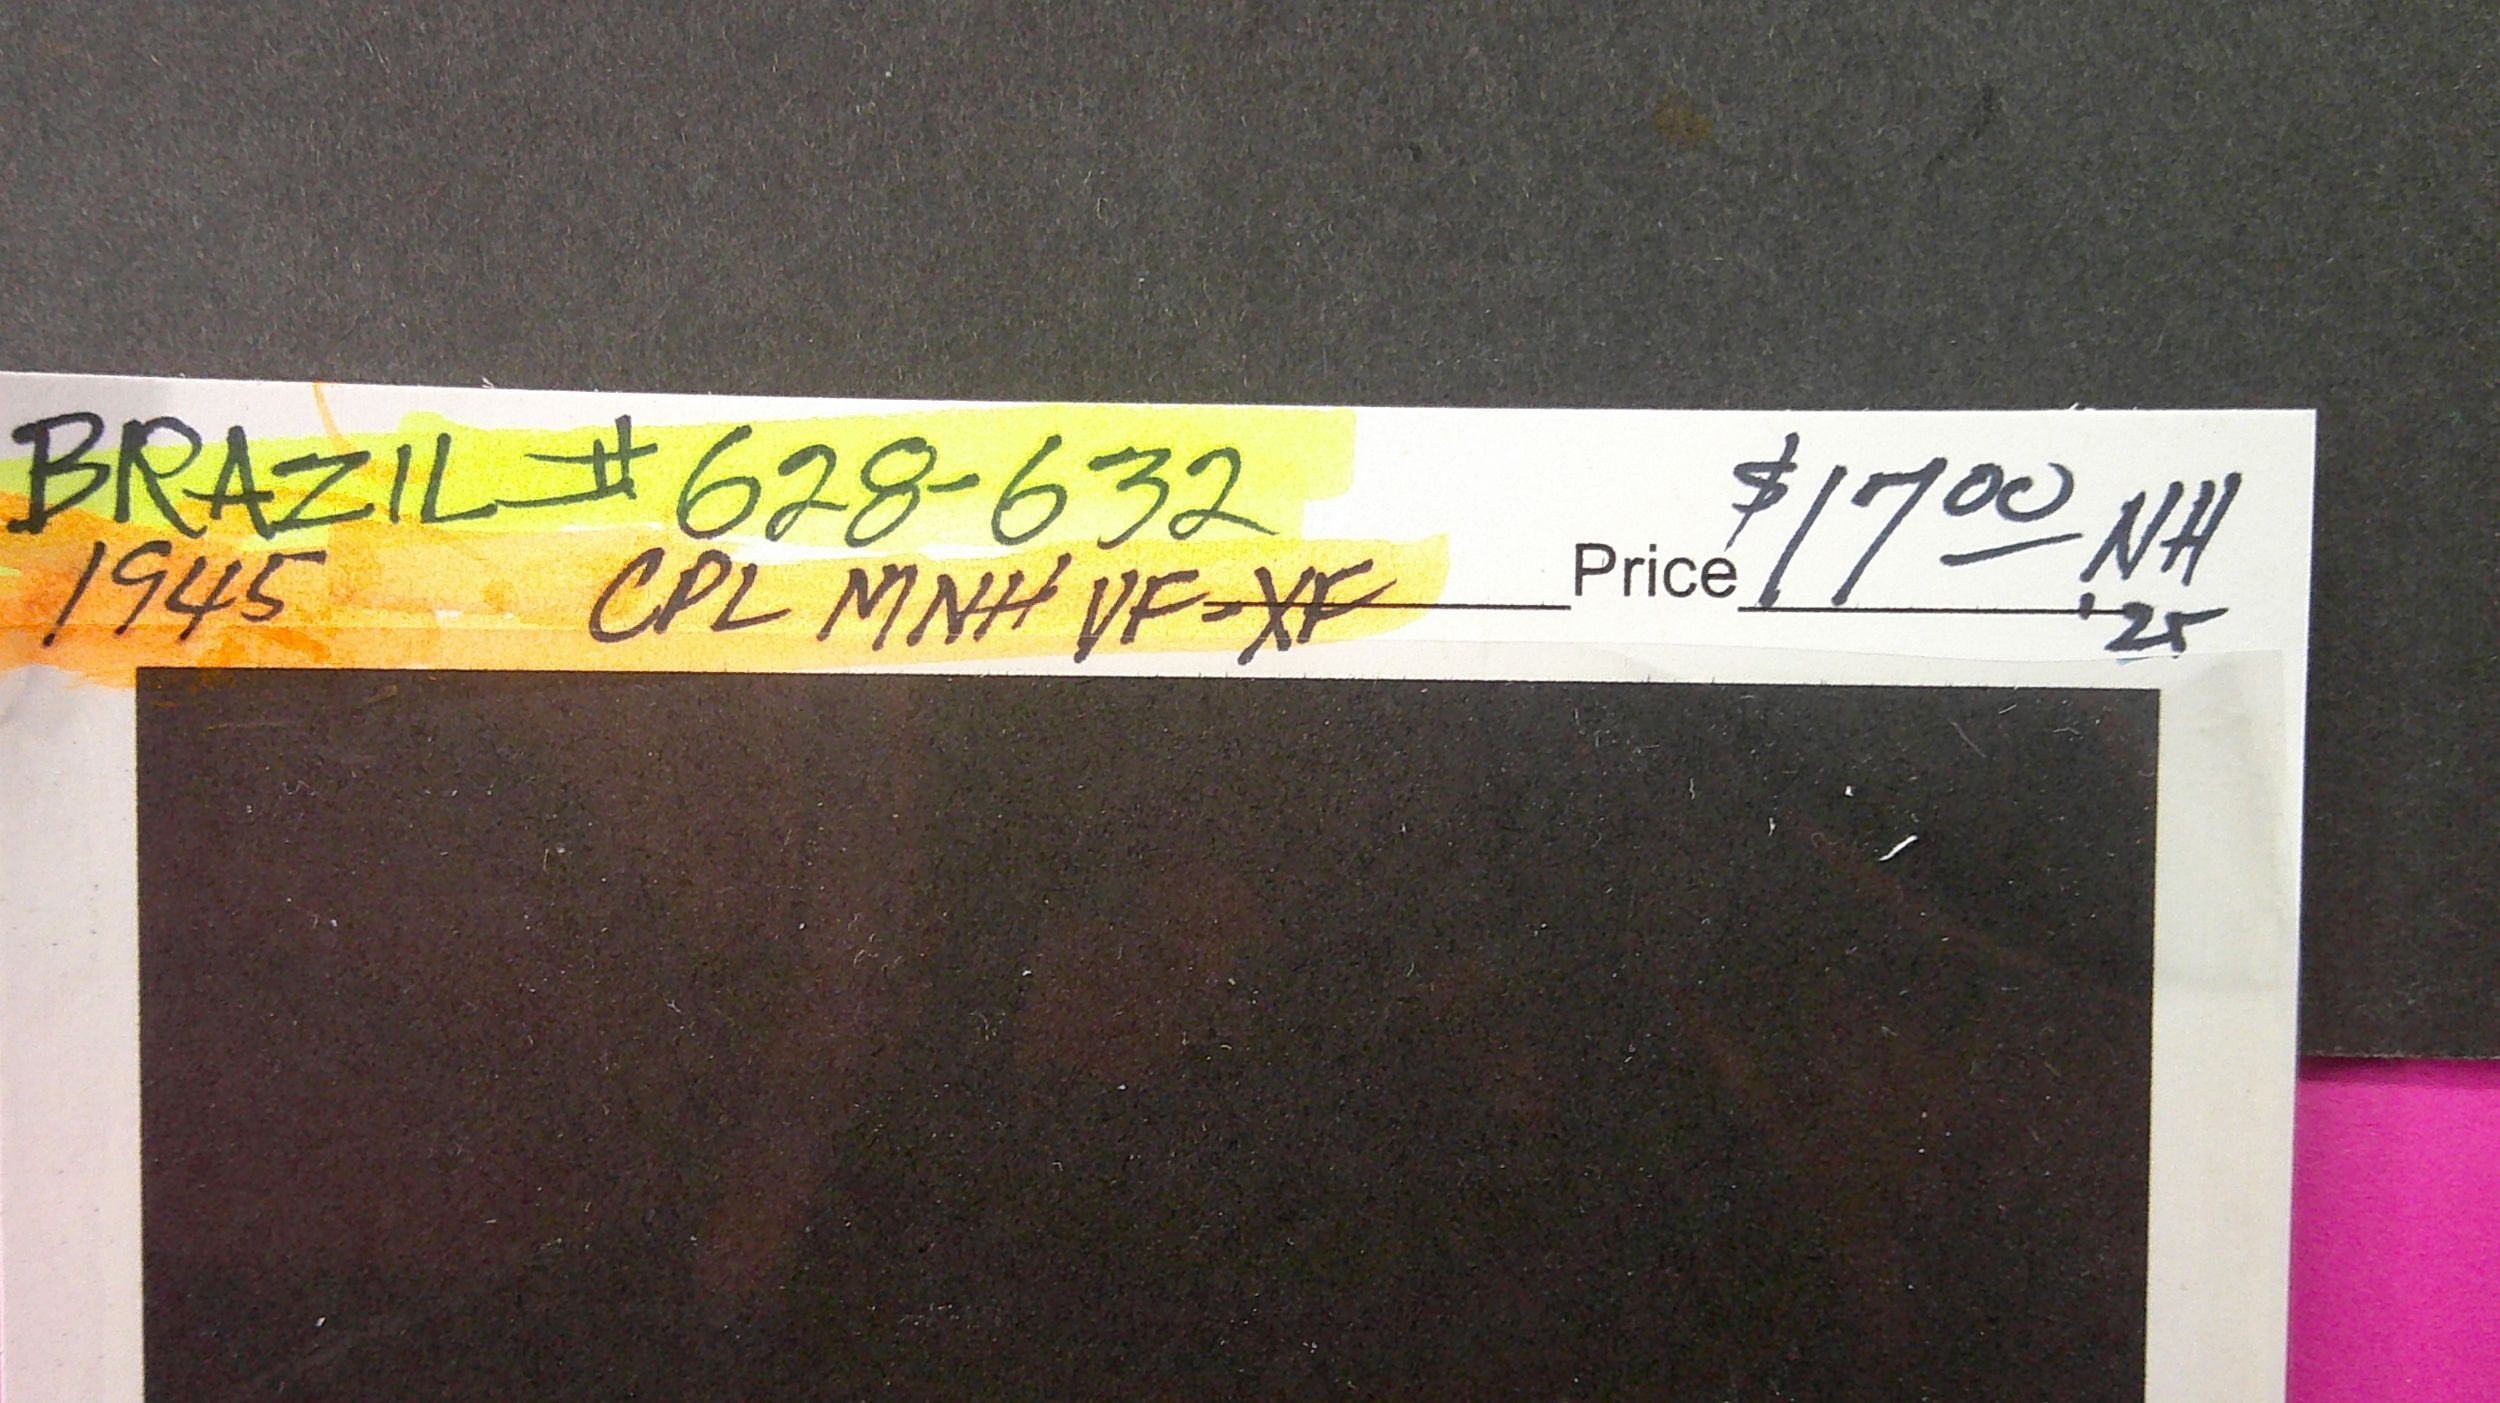 BRAZIL # 628-632
1945 CPL MNH VF-XF
Price $17.00 NH
'25